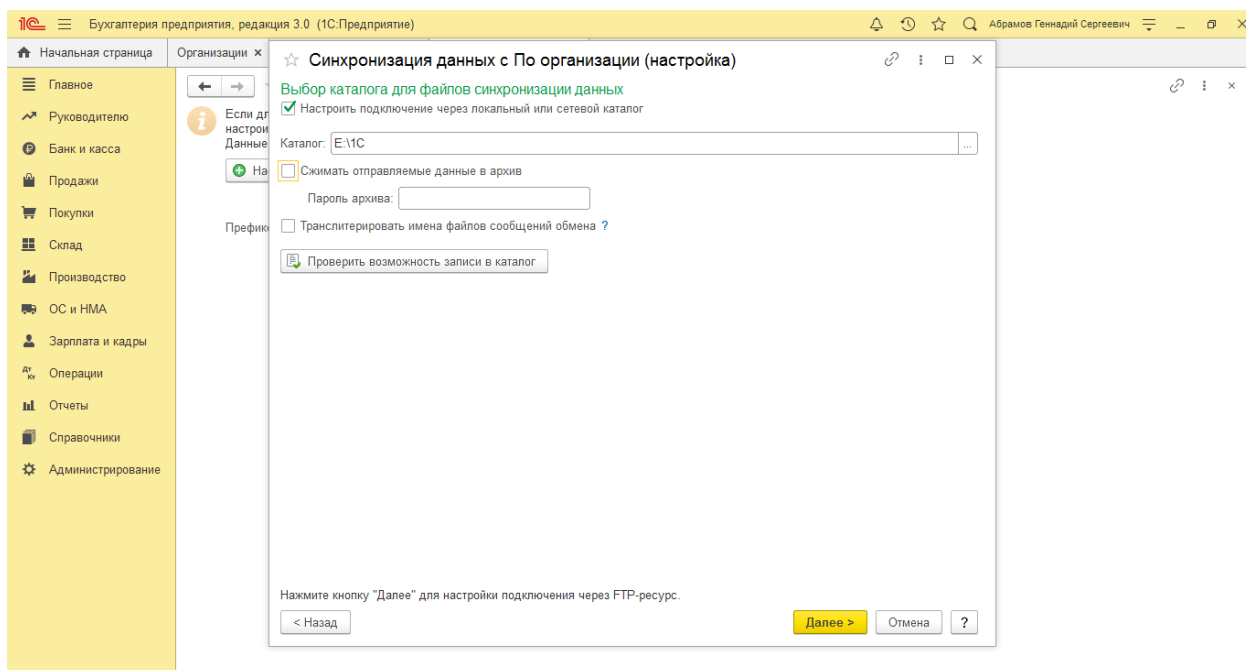 1С Бухгалтерия предприятия, редакция 3.0 (1С:Предприятие) Абрамов Геннадий Сергеевич
Начальная страница Организации ×
Главное
Руководителю
Банк и касса
Продажи
Покупки
Склад
Производство
ОС и НМА
Зарплата и кадры
Дт Кт Операции
Отчеты
Справочники
Администрирование
Если дл
настрои
Данные
На
Префикс
Синхронизация данных с По организации (настройка)
Выбор каталога для файлов синхронизации данных
Настроить подключение через локальный или сетевой каталог
Каталог: E:\1C ...
Сжимать отправляемые данные в архив
Пароль архива:
Транслитерировать имена файлов сообщений обмена ?
Проверить возможность записи в каталог
Нажмите кнопку "Далее" для настройки подключения через FTP-ресурс.
< Назад Далее > Отмена ?